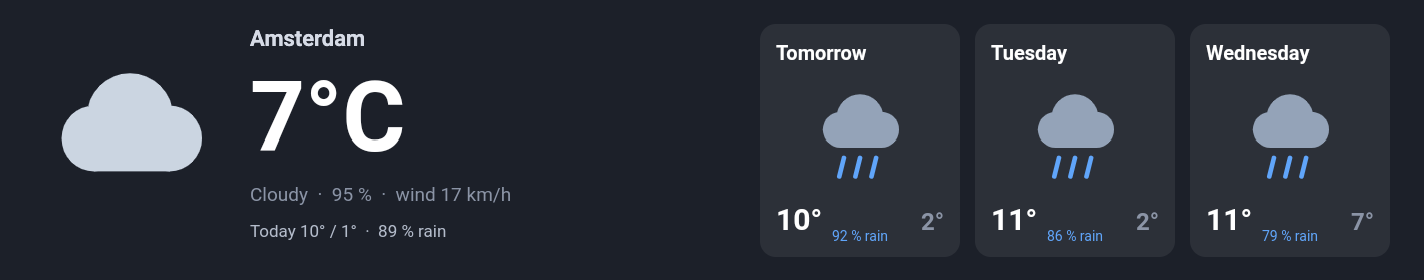 Amsterdam
7°C
Cloudy · 95 % · wind 17 km/h
Today 10° / 1° · 89 % rain
Tomorrow
10° 92 % rain 2°
Tuesday
11° 86 % rain 2°
Wednesday
11° 79 % rain 7°